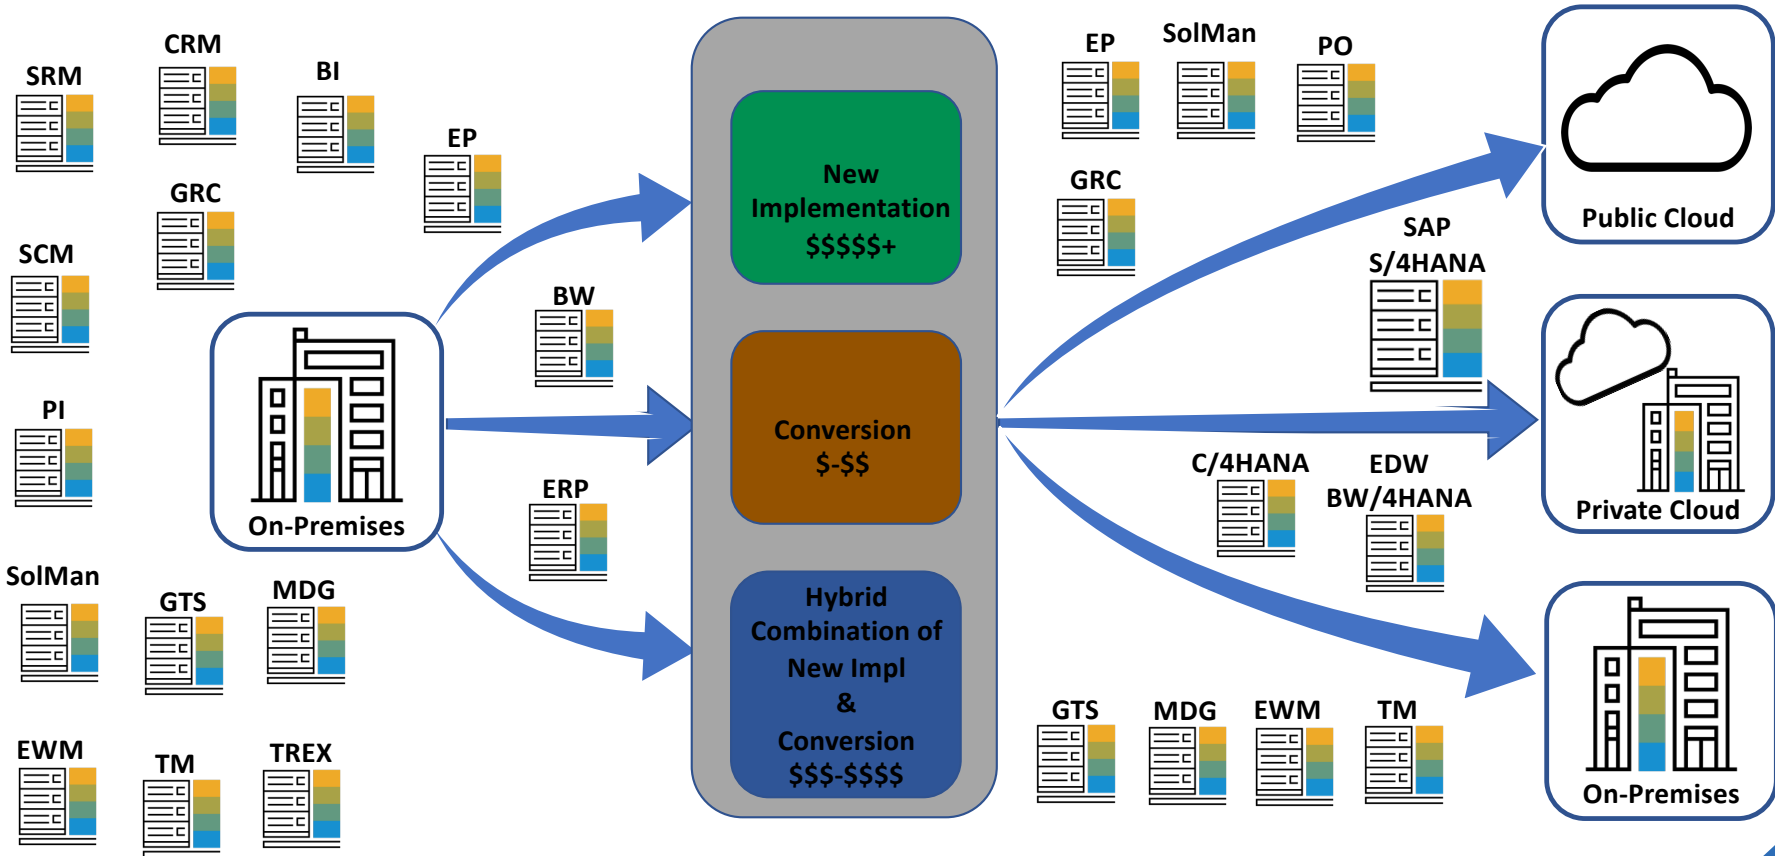 SRM
CRM
BI
EP
GRC
SCM
BW
PI
On-Premises
ERP
SolMan
GTS
MDG
EWM
TM
TREX
New
Implementation
$$$$$+
Conversion
$-$$
Hybrid
Combination of
New Impl
&
Conversion
$$$-$$$$
EP
SolMan
PO
GRC
SAP
S/4HANA
C/4HANA
EDW
BW/4HANA
GTS
MDG
EWM
TM
Public Cloud
Private Cloud
On-Premises